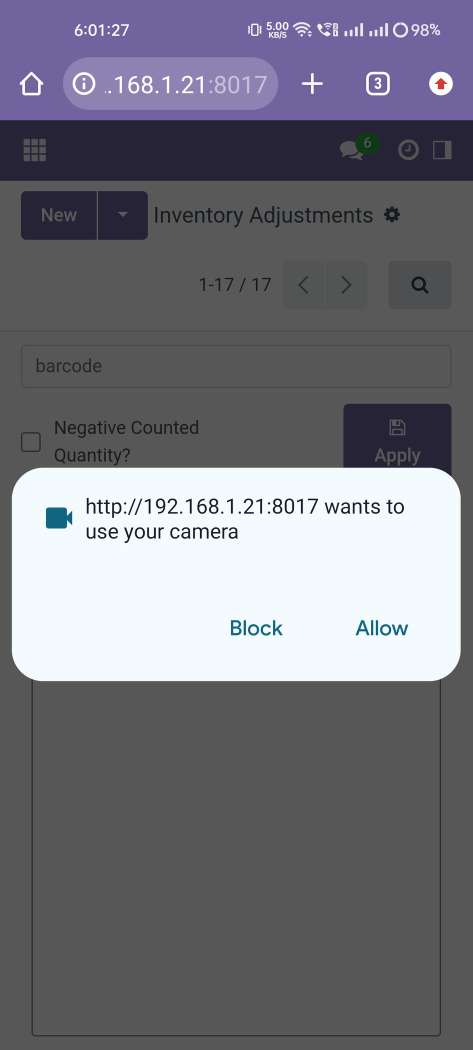 6:01:27
5.00
KB/S
98%
.168.1.21:8017
3
6
New
Inventory Adjustments
1-17 / 17
barcode
Negative Counted
Quantity?
Apply
http://192.168.1.21:8017 wants to
use your camera
Block
Allow